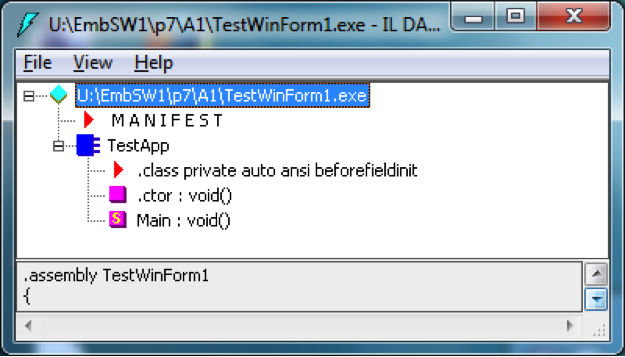 U:\EmbSW1\p7\A1\TestWinForm1.exe - IL DA...
File View Help
U:\EmbSW1\p7\A1\TestWinForm1.exe
M A N I F E S T
TestApp
.class private auto ansi beforefieldinit
.ctor : void()
S Main : void()
.assembly TestWinForm1
{